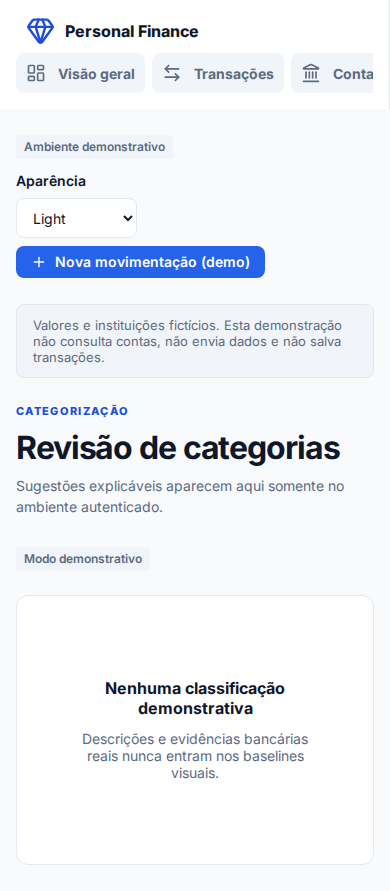 Personal Finance
Visão geral
Transações
Conta
Ambiente demonstrativo
Aparência
Light
Nova movimentação (demo)
Valores e instituições fictícios. Esta demonstração
não consulta contas, não envia dados e não salva
transações.
CATEGORIZAÇÃO
Revisão de categorias
Sugestões explicáveis aparecem aqui somente no
ambiente autenticado.
Modo demonstrativo
Nenhuma classificação
demonstrativa
Descrições e evidências bancárias
reais nunca entram nos baselines
visuais.